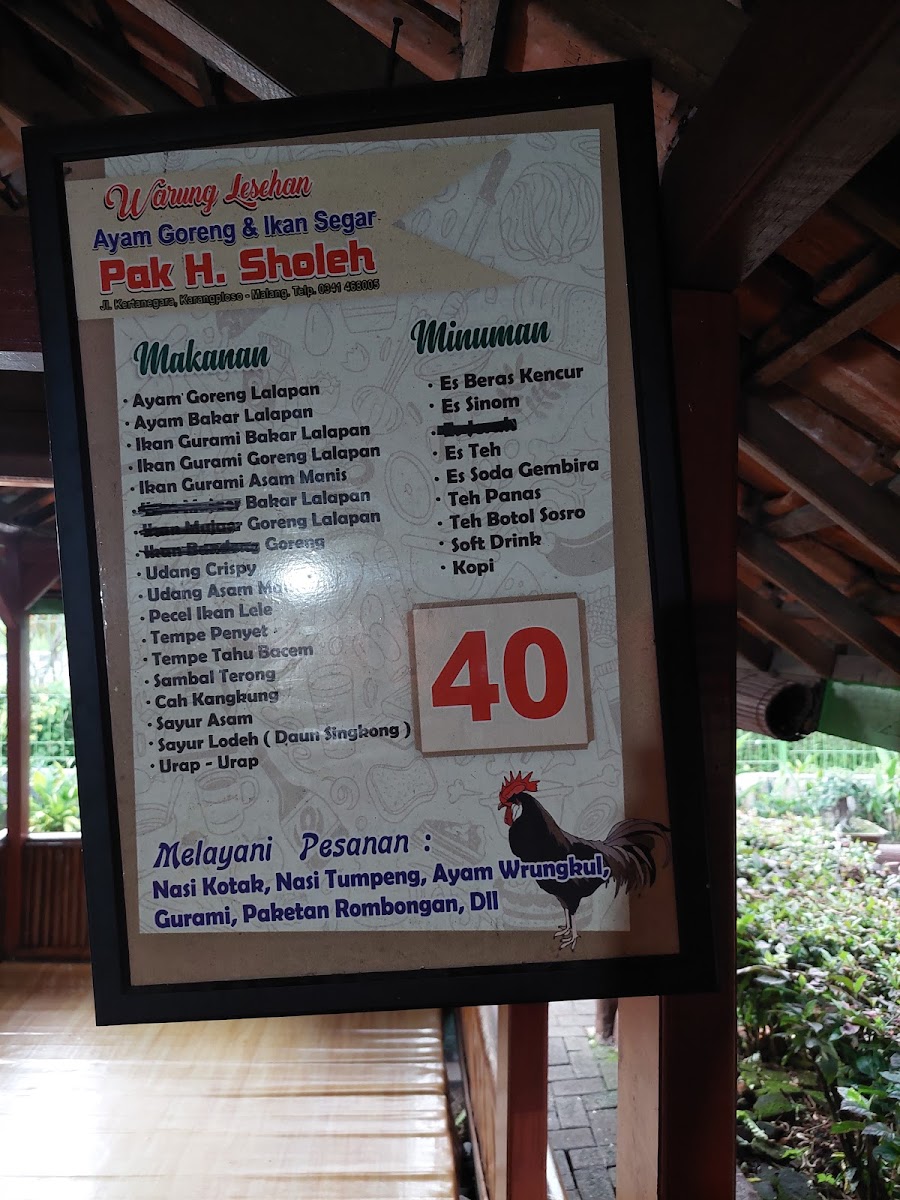 Warung Lesehan
Ayam Goreng & Ikan Segar
Pak H. Sholeh
Jl. Kertanegara, Karangploso - Malang. Telp. 0341 468005
Makanan
• Ayam Goreng Lalapan
• Ayam Bakar Lalapan
• Ikan Gurami Bakar Lalapan
• Ikan Gurami Goreng Lalapan
• Ikan Gurami Asam Manis
• Bakar Lalapan
• Goreng Lalapan
• Goreng
• Udang Crispy
• Udang Asam
• Pecel Ikan Lele
• Tempe Penyet
• Tempe Tahu Bacem
• Sambal Terong
• Cah Kangkung
• Sayur Asam
• Sayur Lodeh ( Daun Singkong )
• Urap - Urap
Minuman
• Es Beras Kencur
• Es Sinom
• Es Teh
• Es Soda Gembira
• Teh Panas
• Teh Botol Sosro
• Soft Drink
• Kopi
40
Melayani Pesanan :
Nasi Kotak, Nasi Tumpeng, Ayam Wrungkul,
Gurami, Paketan Rombongan, Dll